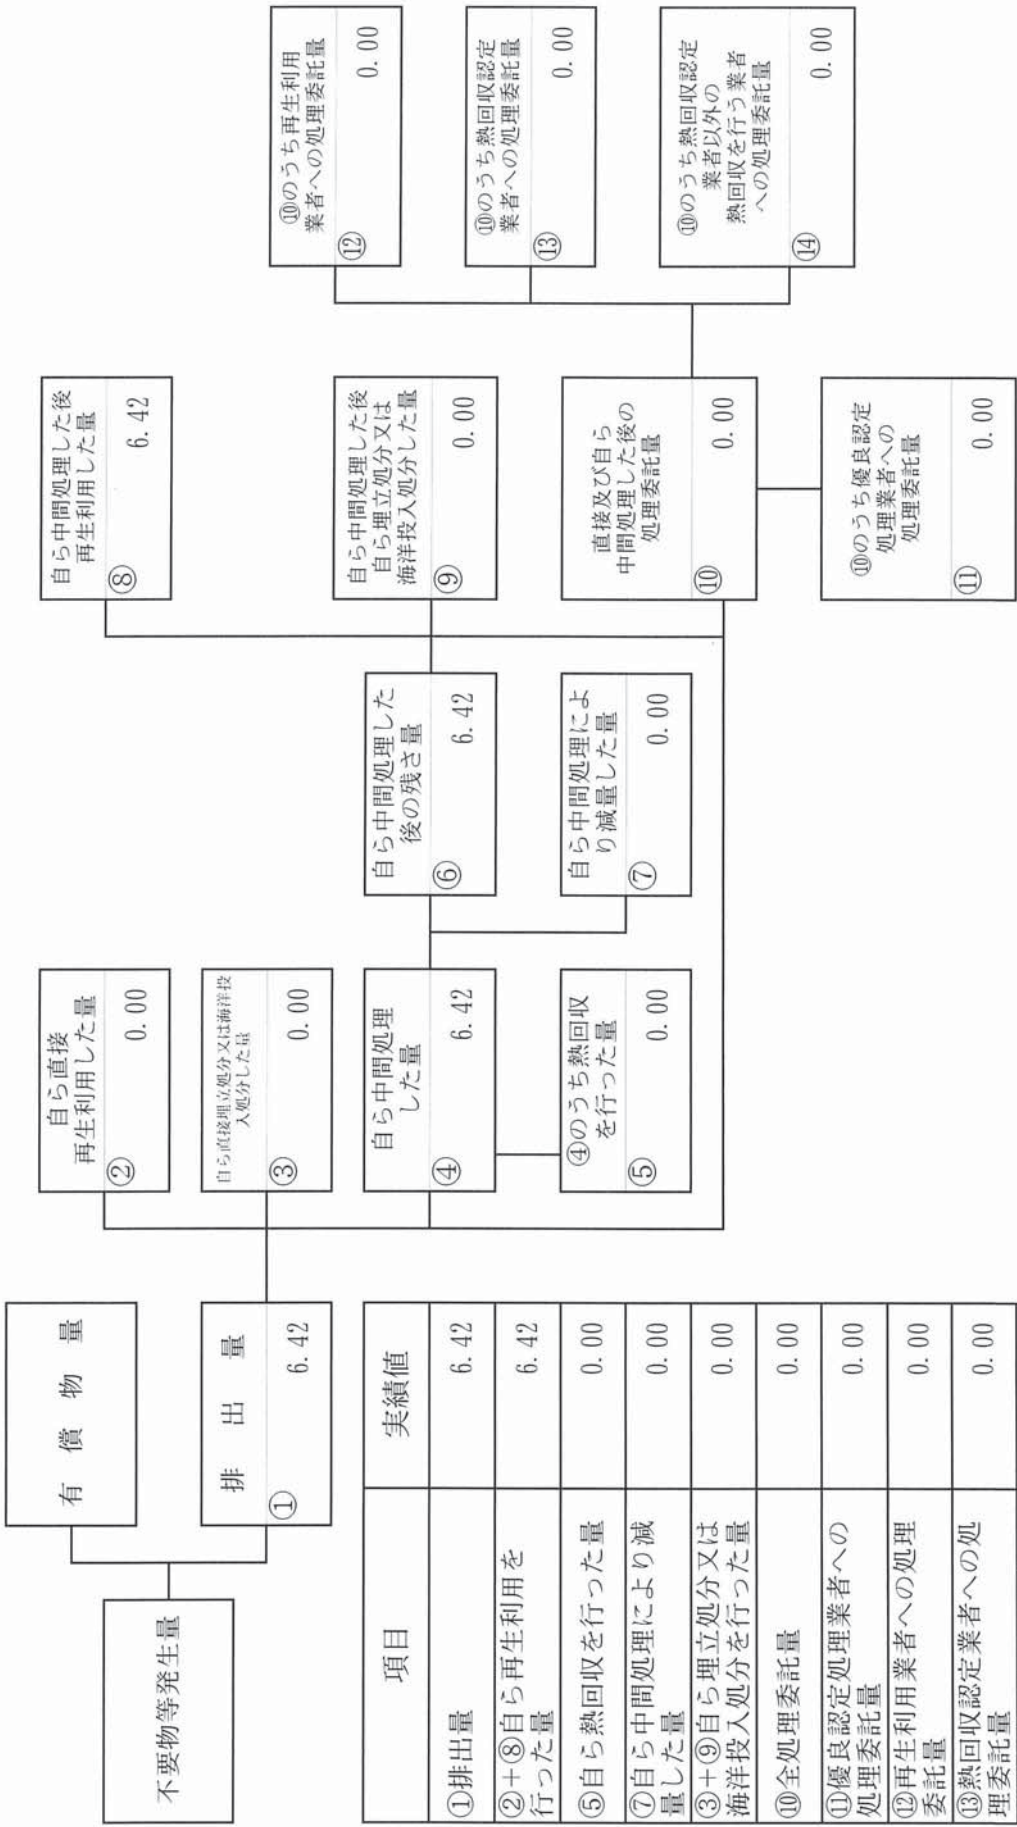 不要物等発生量
有償物量
排出量
① 6.42
自ら直接
再生利用した量
② 0.00
自ら直接埋立処分又は海洋投
入処分した量
③ 0.00
自ら中間処理
した量
④ 6.42
④のうち熱回収
を行った量
⑤ 0.00
自ら中間処理した
後の残さ量
⑥ 6.42
自ら中間処理によ
り減量した量
⑦ 0.00
自ら中間処理した後
再生利用した量
⑧ 6.42
自ら中間処理した後
自ら埋立処分又は
海洋投入処分した量
⑨ 0.00
直接及び自ら
中間処理した後の
処理委託量
⑩ 0.00
⑩のうち優良認定
処理業者への
処理委託量
⑪ 0.00
⑩のうち再生利用
業者への処理委託量
⑫ 0.00
⑩のうち熱回収認定
業者への処理委託量
⑬ 0.00
⑩のうち熱回収認定
業者以外の
熱回収を行う業者
への処理委託量
⑭ 0.00
項目 実績値
①排出量 6.42
②+⑧自ら再生利用を
行った量 6.42
⑤自ら熱回収を行った量 0.00
⑦自ら中間処理により減
量した量 0.00
③+⑨自ら埋立処分又は
海洋投入処分を行った量 0.00
⑩全処理委託量 0.00
⑪優良認定処理業者への
処理委託量 0.00
⑫再生利用業者への処理
委託量 0.00
⑬熱回収認定業者への処
理委託量 0.00